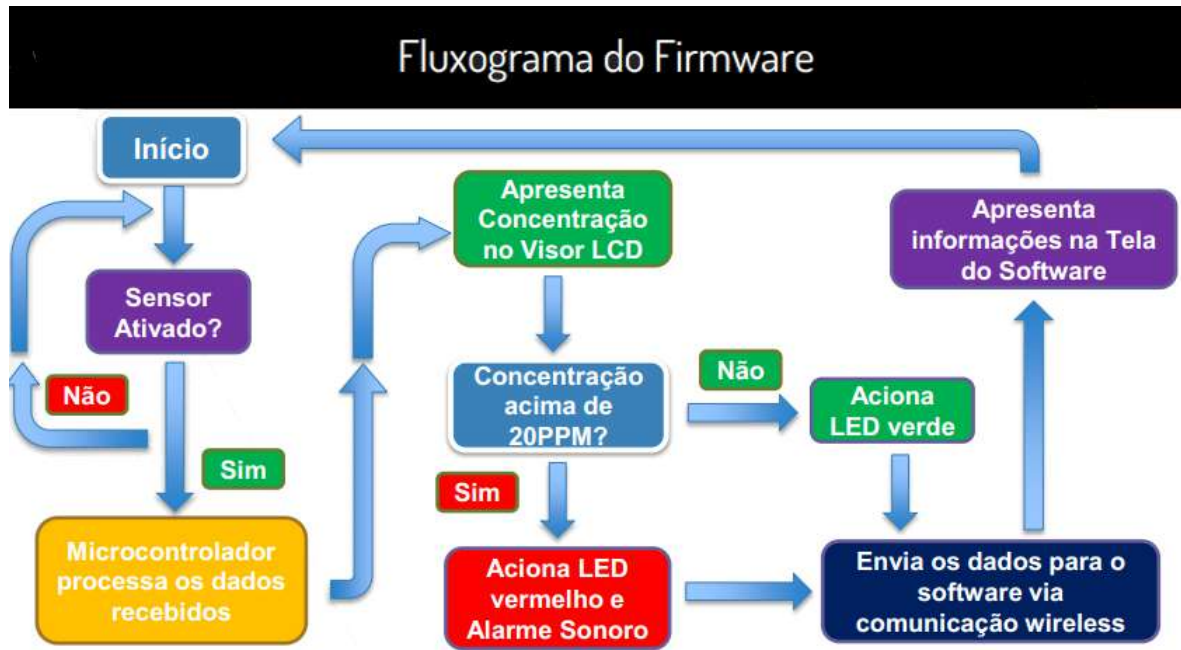 Fluxograma do Firmware
Início
Sensor
Ativado?
Não
Sim
Microcontrolador
processa os dados
recebidos
Apresenta
Concentração
no Visor LCD
Concentração
acima de
20PPM?
Não
Aciona
LED verde
Sim
Aciona LED
vermelho e
Alarme Sonoro
Envia os dados para o
software via
comunicação wireless
Apresenta
informações na Tela
do Software